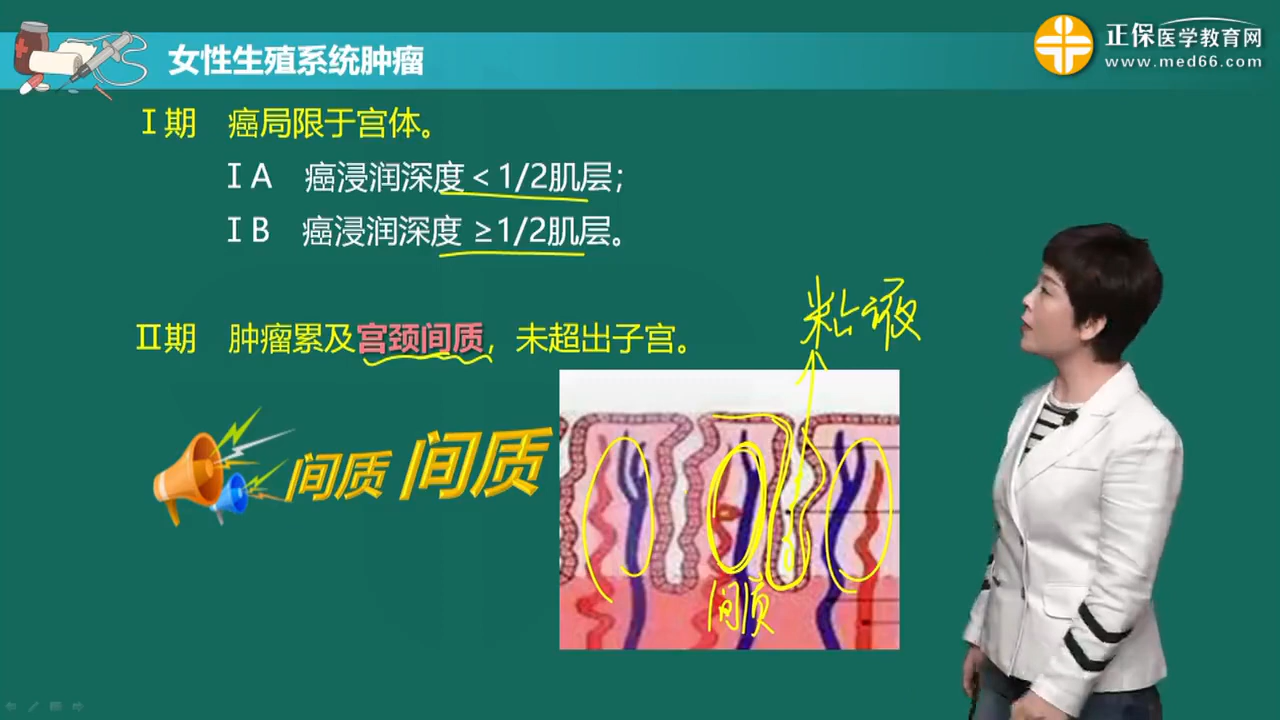 正保医学教育网
www.med66.com
女性生殖系统肿瘤
Ⅰ期 癌局限于宫体。
ⅠA 癌浸润深度<1/2肌层;
ⅠB 癌浸润深度 ≥1/2肌层。
Ⅱ期 肿瘤累及宫颈间质，未超出子宫。
粘液
间质 间质
间质